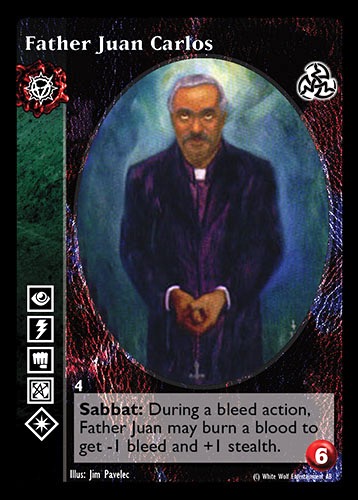 Father Juan Carlos
4
Sabbat: During a bleed action,
Father Juan may burn a blood to
get -1 bleed and +1 stealth.
6
Illus: Jim Pavelec
(C) White Wolf Entertainment AB